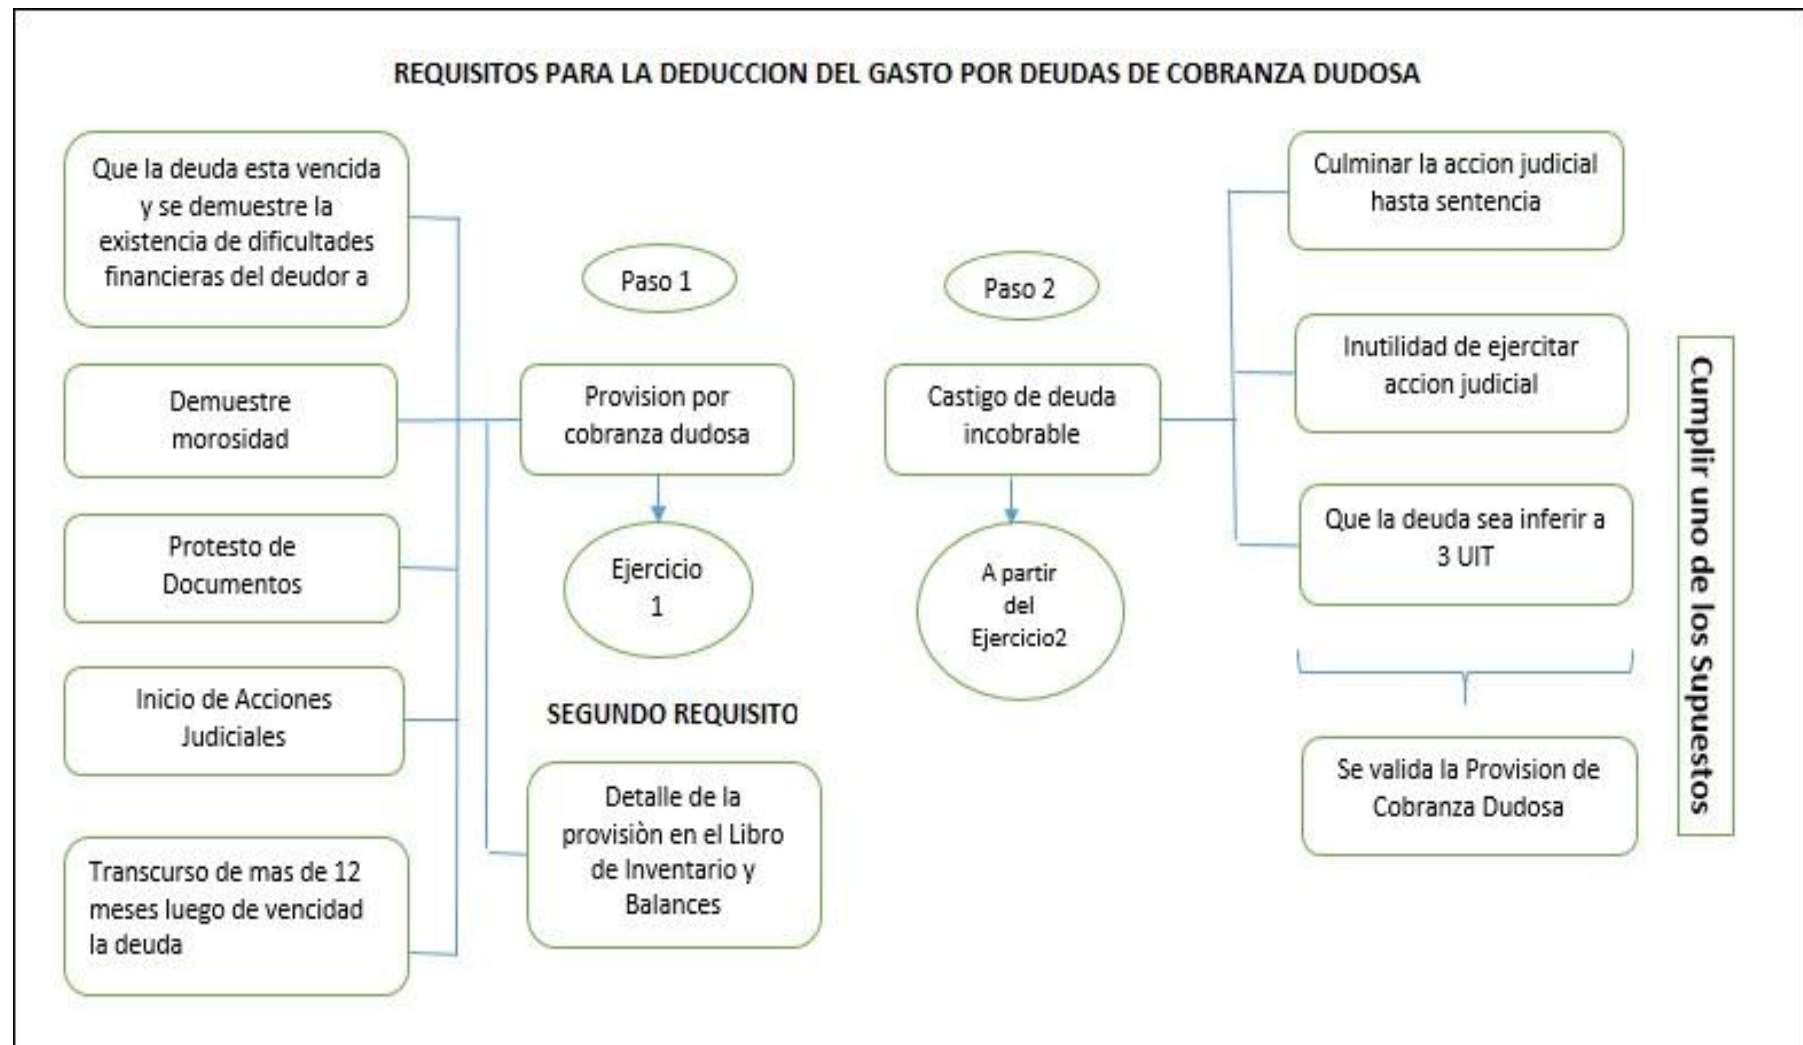 REQUISITOS PARA LA DEDUCCION DEL GASTO POR DEUDAS DE COBRANZA DUDOSA
Que la deuda esta vencida
y se demuestre la
existencia de dificultades
financieras del deudor a
Demuestre
morosidad
Protesto de
Documentos
Inicio de Acciones
Judiciales
Transcurso de mas de 12
meses luego de vencidad
la deuda
Paso 1
Provision por
cobranza dudosa
Ejercicio
1
SEGUNDO REQUISITO
Detalle de la
provisiòn en el Libro
de Inventario y
Balances
Paso 2
Castigo de deuda
incobrable
A partir
del
Ejercicio2
Culminar la accion judicial
hasta sentencia
Inutilidad de ejercitar
accion judicial
Que la deuda sea inferir a
3 UIT
Se valida la Provision de
Cobranza Dudosa
Cumplir uno de los Supuestos